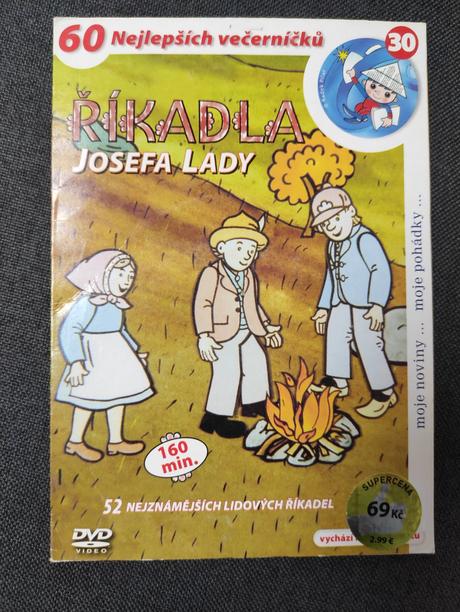 60 Nejlepších večerníčků
30
ŘÍKADLA
JOSEFA LADY
moje noviny ... moje pohádky ...
160
min.
52 NEJZNÁMĚJŠÍCH LIDOVÝCH ŘÍKADEL
SUPERCENA
69 Kč
2.99 €
DVD
VIDEO
vychází